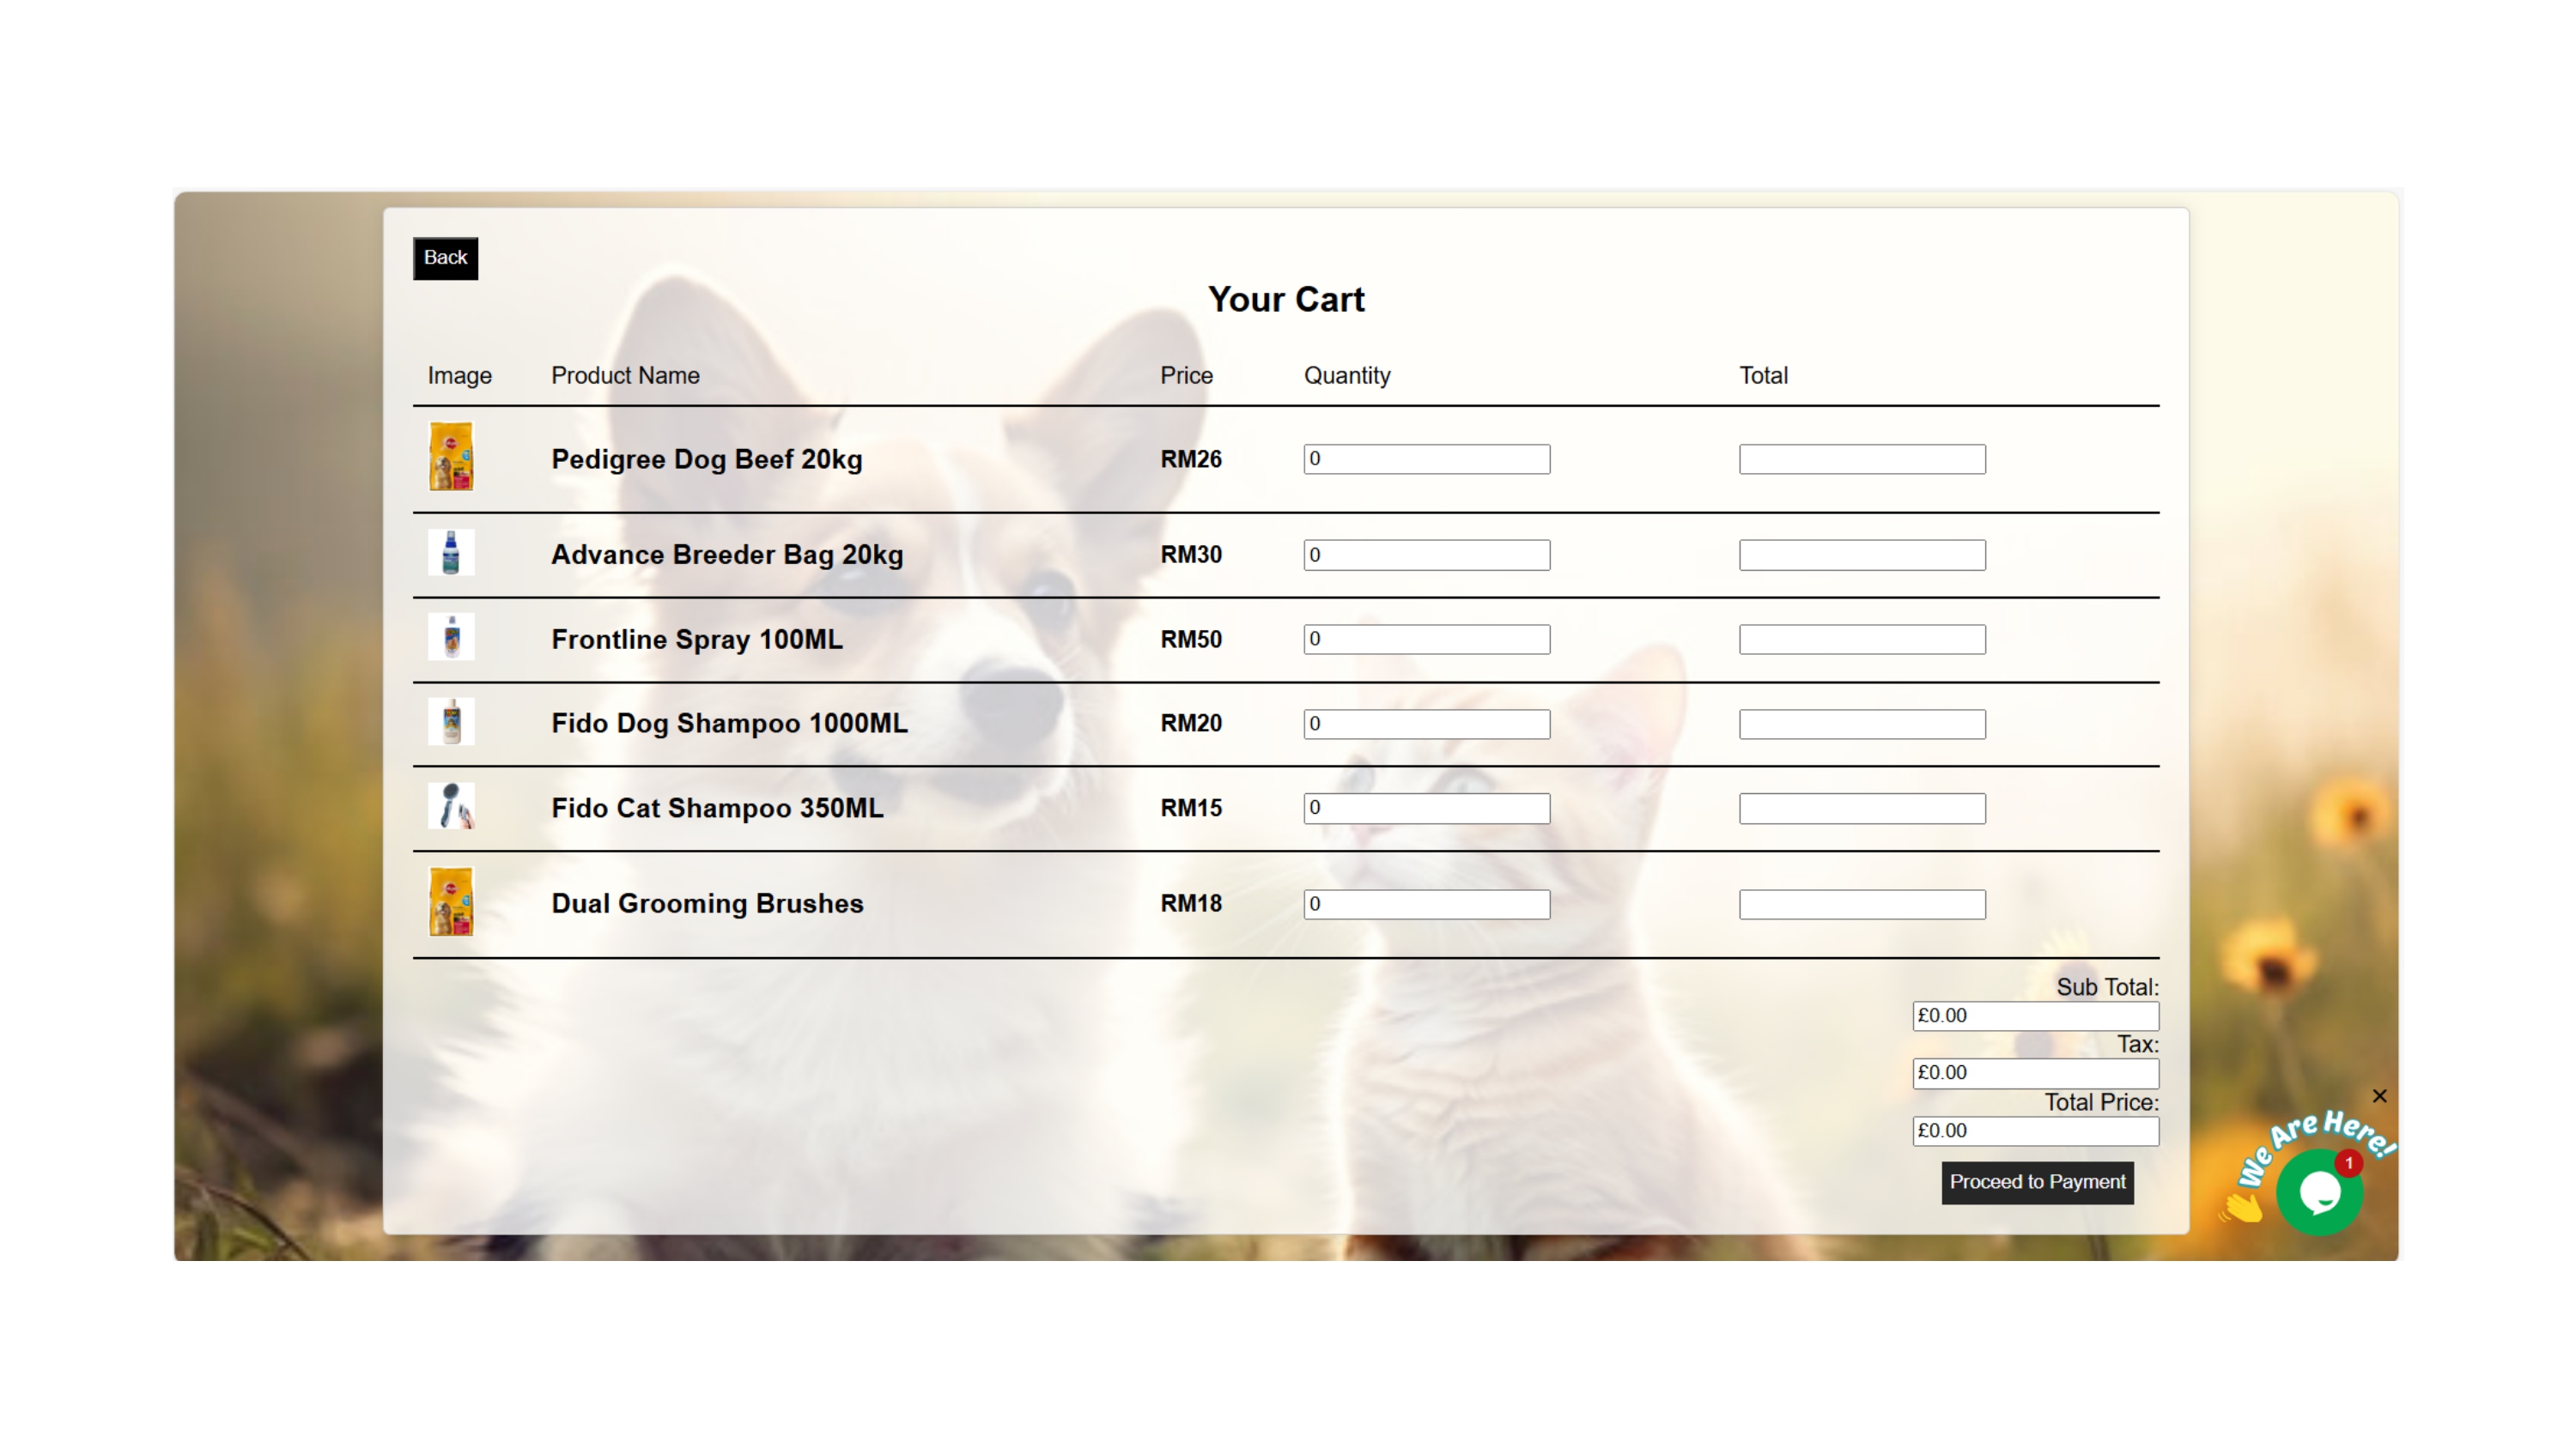 Back
Your Cart
Image Product Name Price Quantity Total
Pedigree Dog Beef 20kg RM26 0
Advance Breeder Bag 20kg RM30 0
Frontline Spray 100ML RM50 0
Fido Dog Shampoo 1000ML RM20 0
Fido Cat Shampoo 350ML RM15 0
Dual Grooming Brushes RM18 0
Sub Total:
£0.00
Tax:
£0.00
Total Price:
£0.00
Proceed to Payment
We Are Here!
1